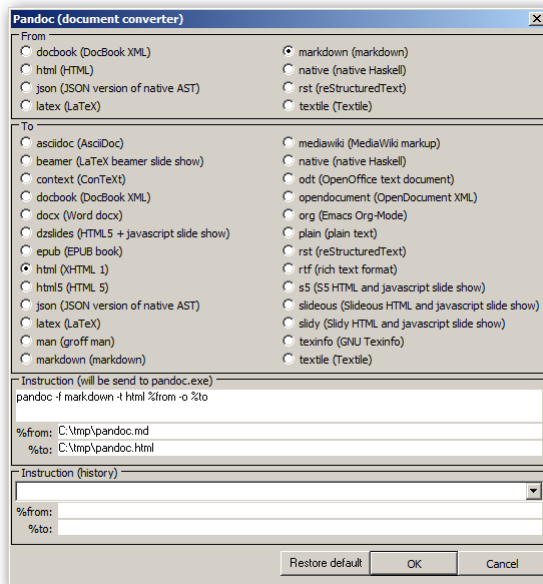 Pandoc (document converter)
From
docbook (DocBook XML)
html (HTML)
json (JSON version of native AST)
latex (LaTeX)
markdown (markdown)
native (native Haskell)
rst (reStructuredText)
textile (Textile)
To
asciidoc (AsciiDoc)
beamer (LaTeX beamer slide show)
context (ConTeXt)
docbook (DocBook XML)
docx (Word docx)
dzslides (HTML5 + javascript slide show)
epub (EPUB book)
html (XHTML 1)
html5 (HTML 5)
json (JSON version of native AST)
latex (LaTeX)
man (groff man)
markdown (markdown)
mediawiki (MediaWiki markup)
native (native Haskell)
odt (OpenOffice text document)
opendocument (OpenDocument XML)
org (Emacs Org-Mode)
plain (plain text)
rst (reStructuredText)
rtf (rich text format)
s5 (S5 HTML and javascript slide show)
slideous (Slideous HTML and javascript slide show)
slidy (Slidy HTML and javascript slide show)
texinfo (GNU Texinfo)
textile (Textile)
Instruction (will be send to pandoc.exe)
pandoc -f markdown -t html %from -o %to
%from: C:\tmp\pandoc.md
%to: C:\tmp\pandoc.html
Instruction (history)
%from:
%to:
Restore default OK Cancel